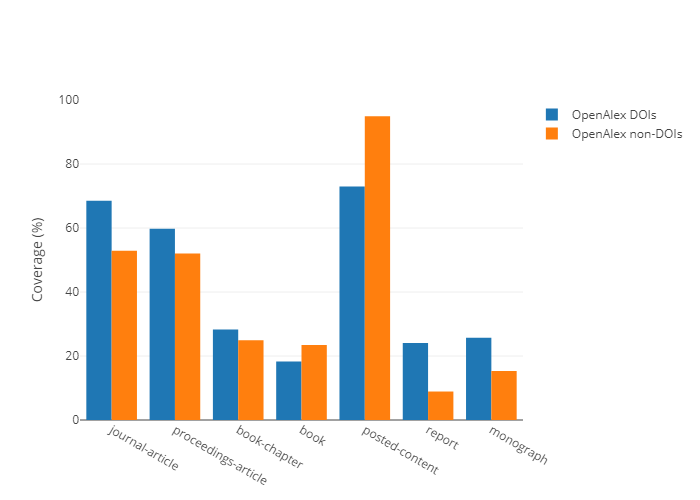 100
80
60
40
20
0
Coverage (%)
journal-article
proceedings-article
book-chapter
book
posted-content
report
monograph
OpenAlex DOIs
OpenAlex non-DOIs